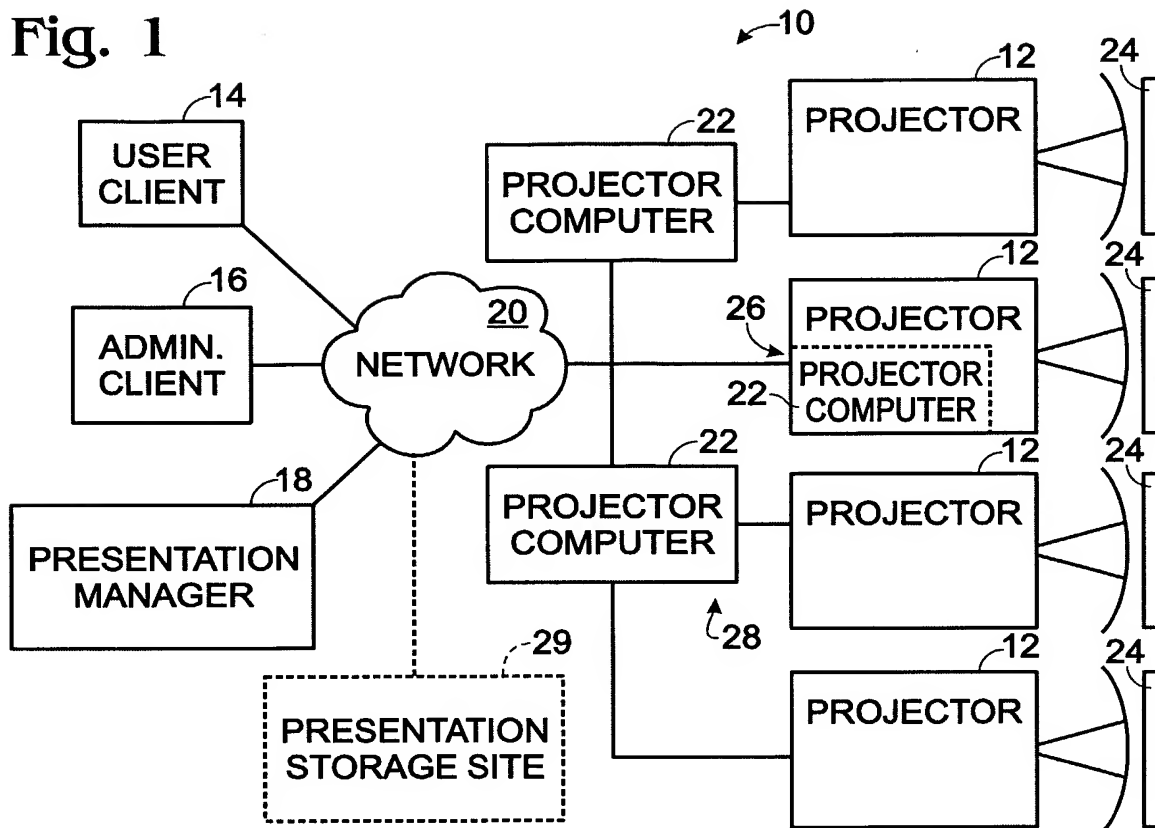 Fig. 1
10
14
USER
CLIENT
16
ADMIN.
CLIENT
18
PRESENTATION
MANAGER
20
NETWORK
29
PRESENTATION
STORAGE SITE
22
PROJECTOR
COMPUTER
12
PROJECTOR
24
26
12
PROJECTOR
PROJECTOR
22 COMPUTER
24
22
PROJECTOR
COMPUTER
28
12
PROJECTOR
24
12
PROJECTOR
24